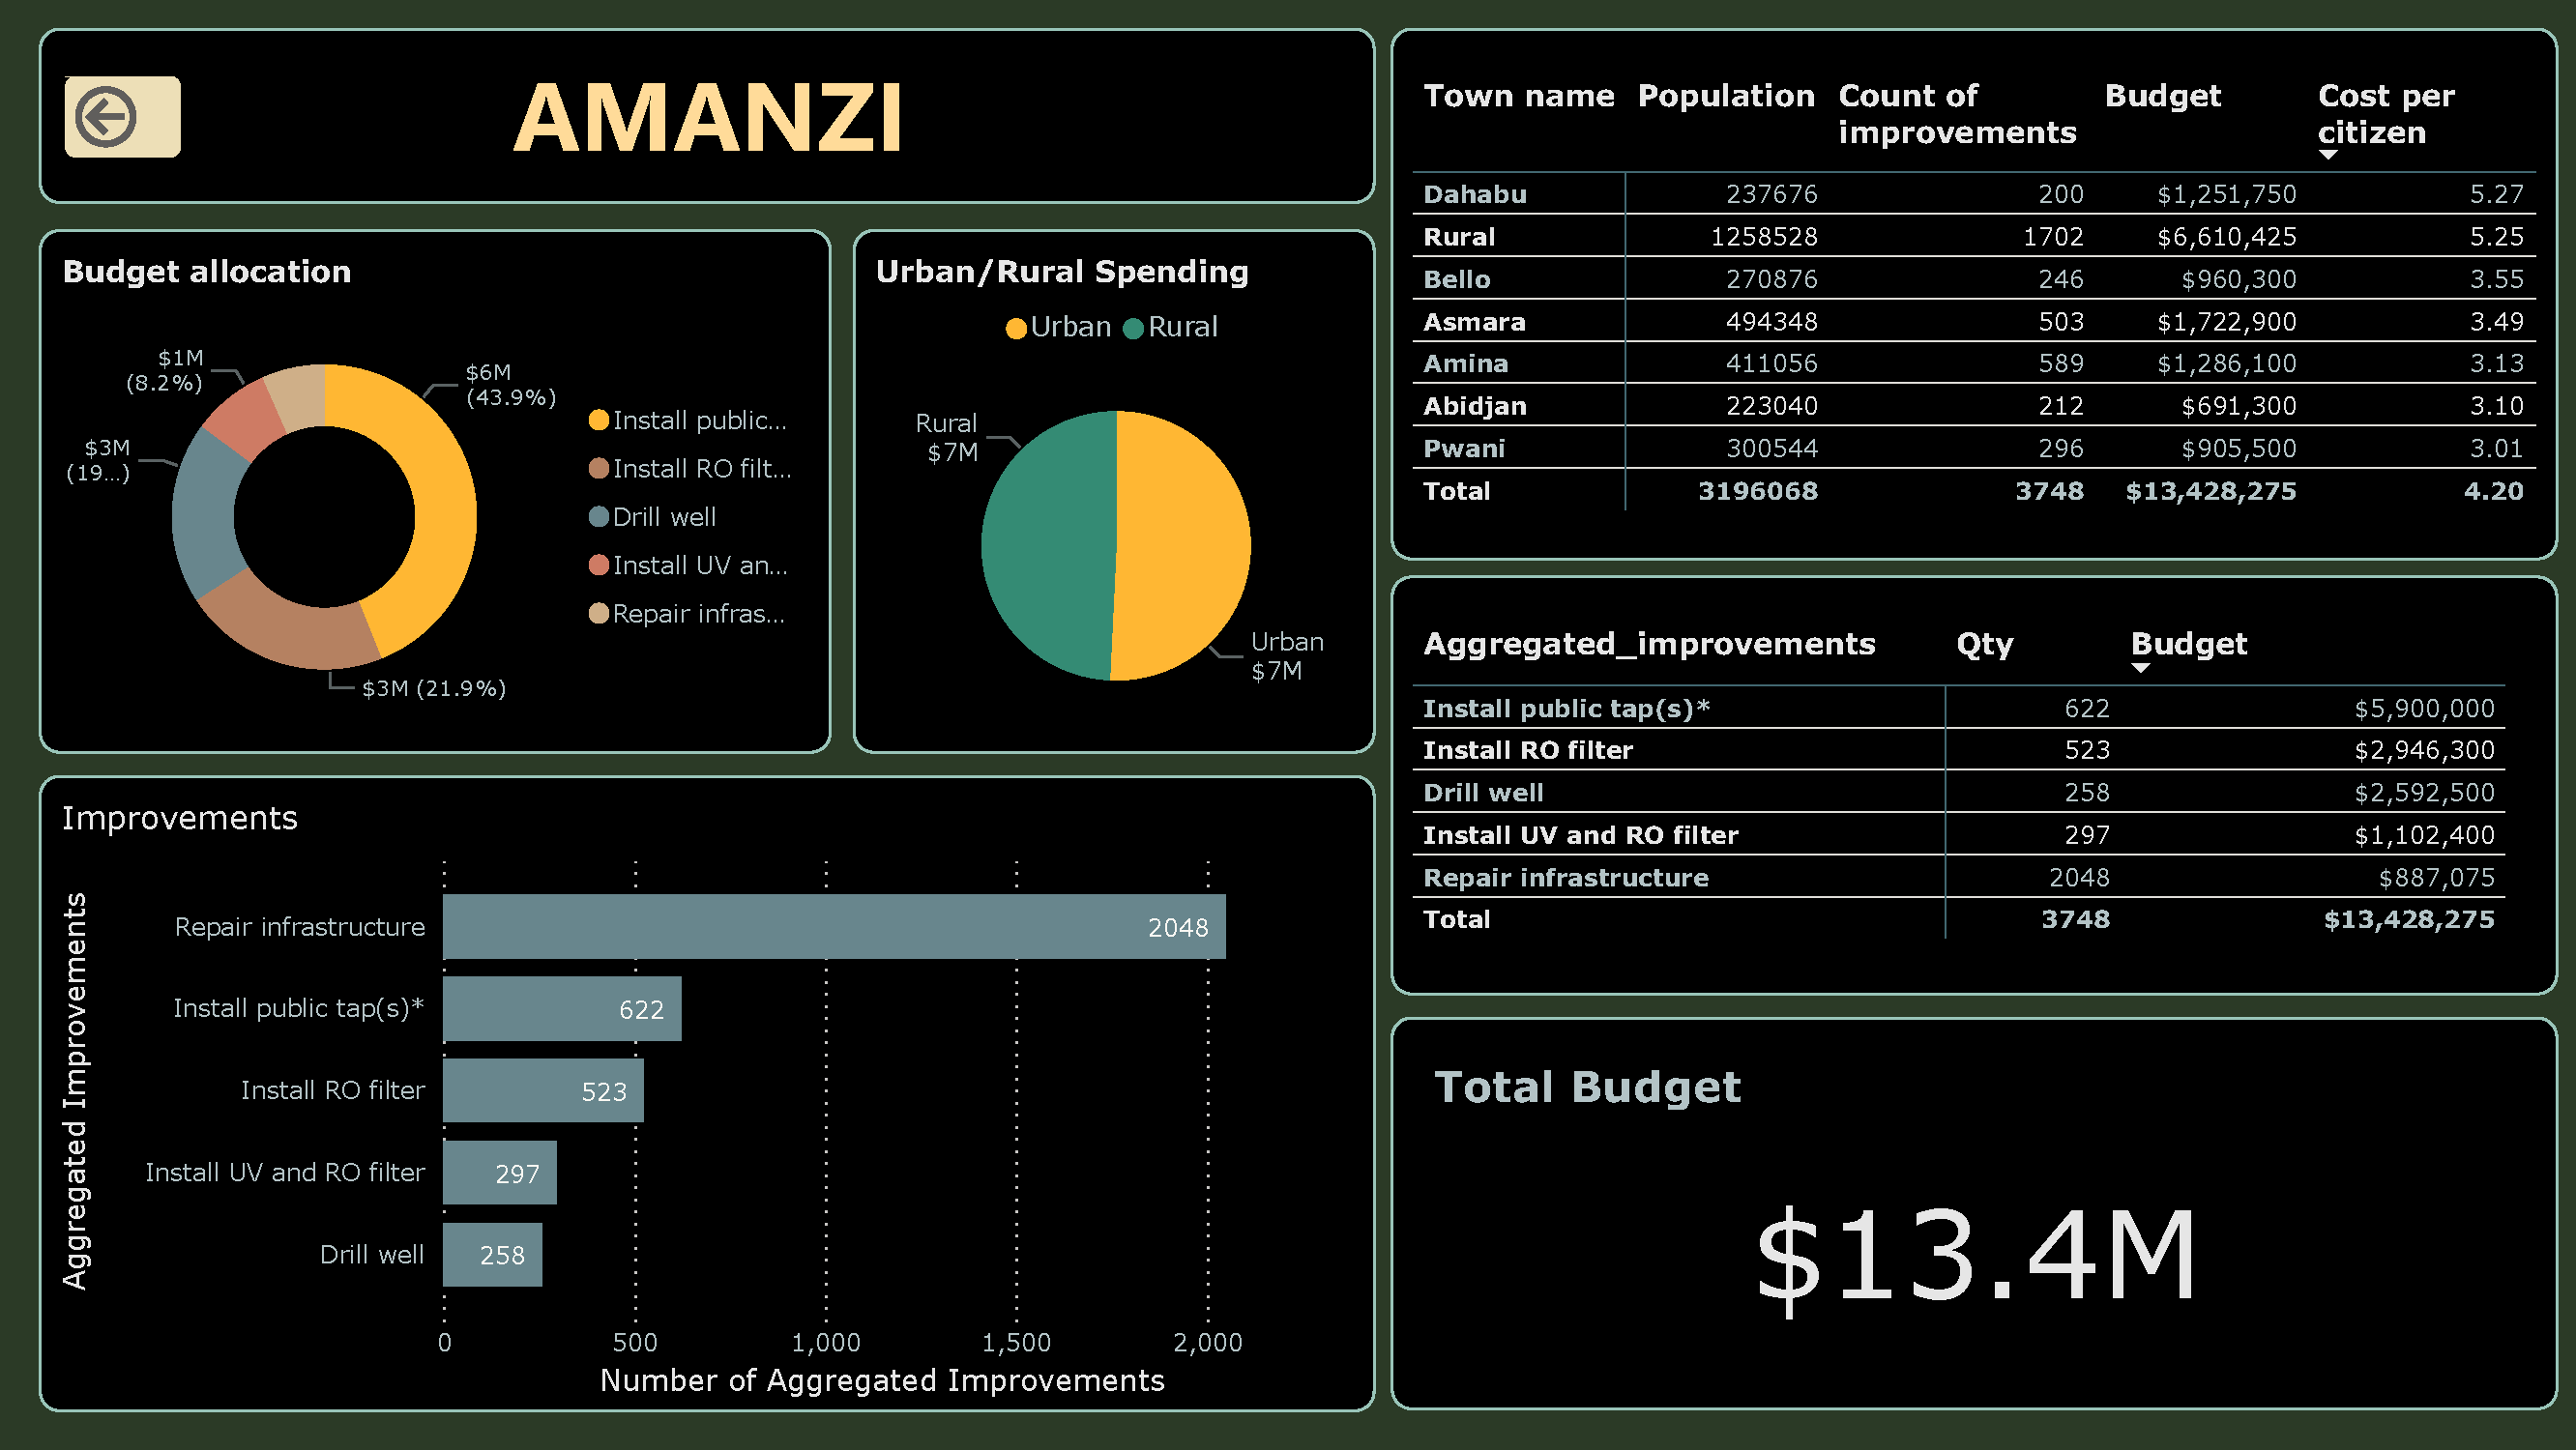 AMANZI
Budget allocation
$1M
(8.2%)
$6M
(43.9%)
$3M
(19...)
$3M (21.9%)
Install public...
Install RO filt...
Drill well
Install UV an...
Repair infras...
Urban/Rural Spending
Urban Rural
Rural
$7M
Urban
$7M
Improvements
Aggregated Improvements
Repair infrastructure 2048
Install public tap(s)* 622
Install RO filter 523
Install UV and RO filter 297
Drill well 258
0 500 1,000 1,500 2,000
Number of Aggregated Improvements
Town name Population Count of improvements Budget Cost per citizen
Dahabu 237676 200 $1,251,750 5.27
Rural 1258528 1702 $6,610,425 5.25
Bello 270876 246 $960,300 3.55
Asmara 494348 503 $1,722,900 3.49
Amina 411056 589 $1,286,100 3.13
Abidjan 223040 212 $691,300 3.10
Pwani 300544 296 $905,500 3.01
Total 3196068 3748 $13,428,275 4.20
Aggregated_improvements Qty Budget
Install public tap(s)* 622 $5,900,000
Install RO filter 523 $2,946,300
Drill well 258 $2,592,500
Install UV and RO filter 297 $1,102,400
Repair infrastructure 2048 $887,075
Total 3748 $13,428,275
Total Budget
$13.4M